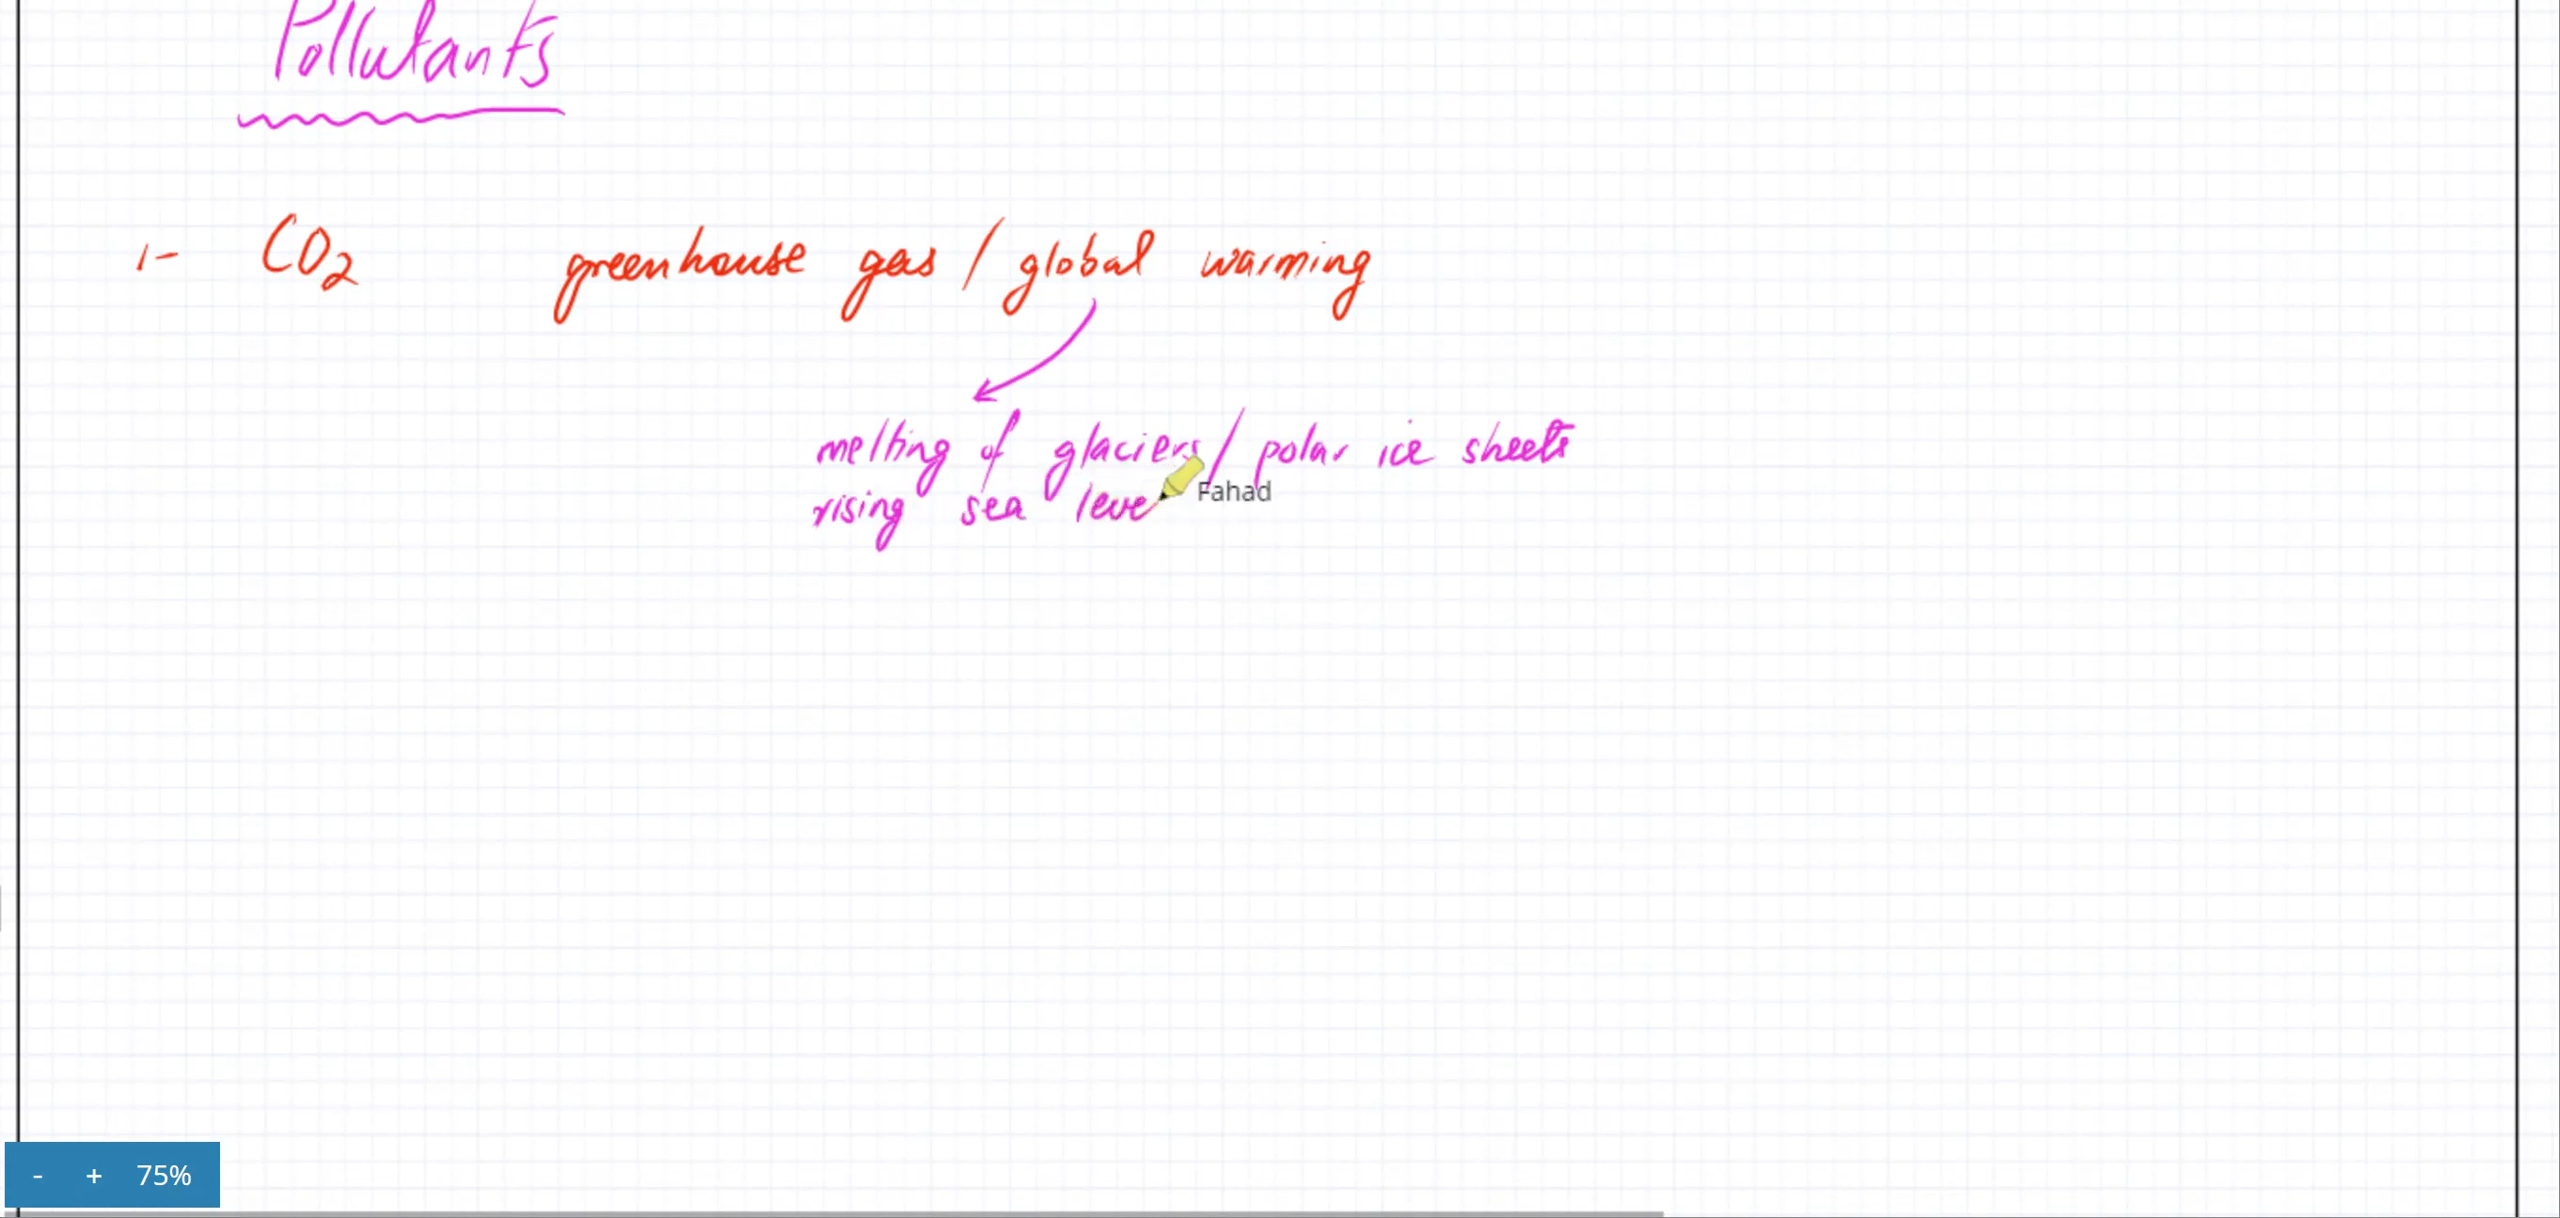 Pollutants
1- CO₂ greenhouse gas / global warming
melting of glaciers / polar ice sheets
rising sea leve
Fahad
- + 75%